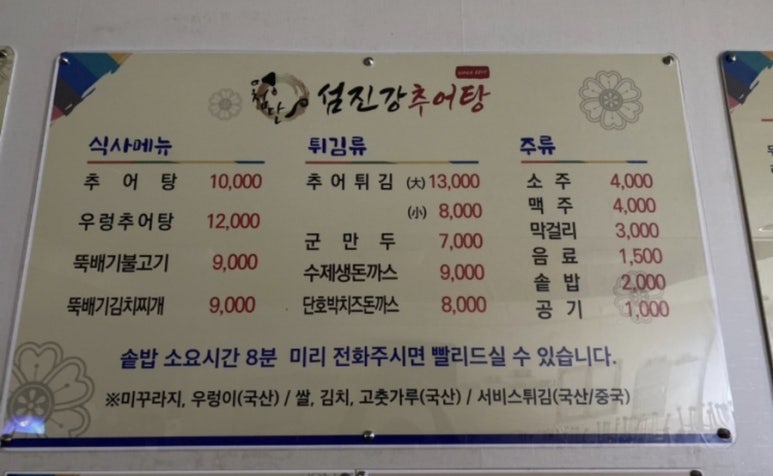 첨단 섬진강추어탕
since 2017
식사메뉴
추어탕 10,000
우렁추어탕 12,000
뚝배기불고기 9,000
뚝배기김치찌개 9,000
튀김류
추어튀김 (大) 13,000
(小) 8,000
군만두 7,000
수제생돈까스 9,000
단호박치즈돈까스 8,000
주류
소주 4,000
맥주 4,000
막걸리 3,000
음료 1,500
솥밥 2,000
공기 1,000
솥밥 소요시간 8분 미리 전화주시면 빨리드실 수 있습니다.
※미꾸라지, 우렁이(국산) / 쌀, 김치, 고춧가루(국산) / 서비스튀김(국산/중국)